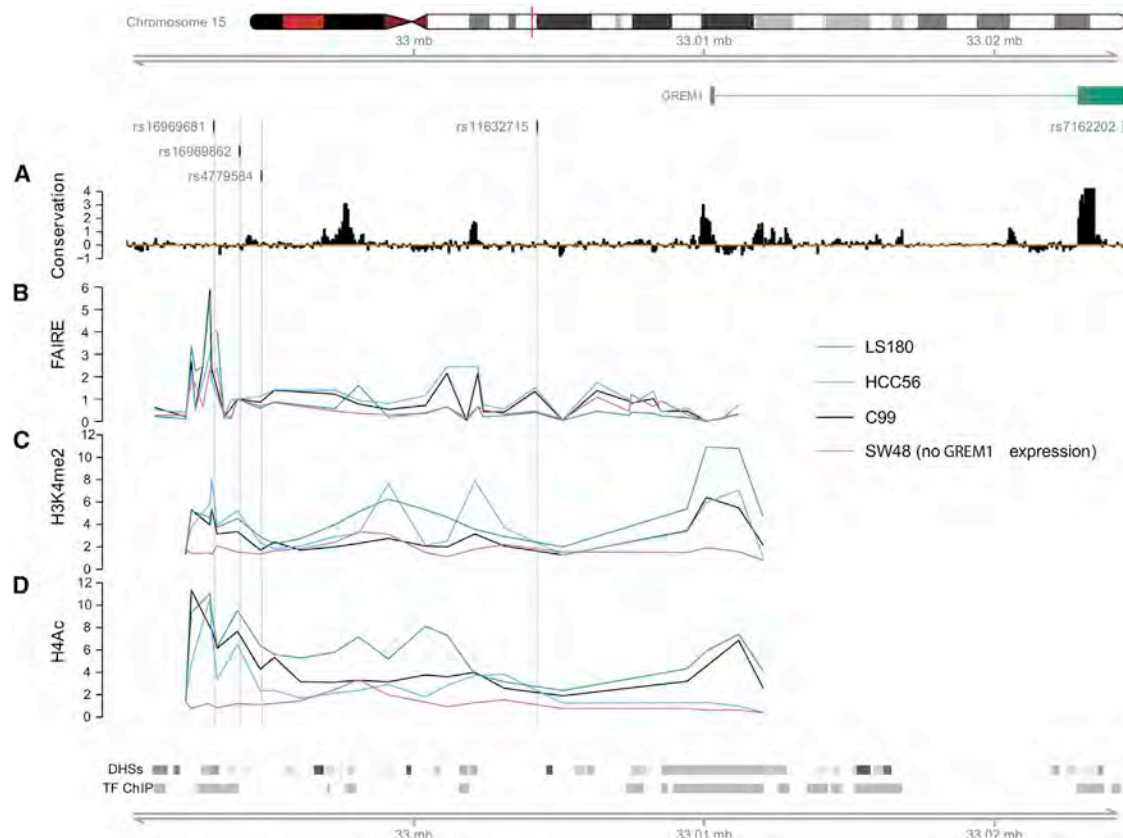 Chromosome 15
33 mb 33.01 mb 33.02 mb
GREM1
rs16969681 rs11632715 rs7162202
rs16969862
rs4779584
A
Conservation
4
3
2
1
0
−1
B
FAIRE
6
5
4
3
2
1
0
LS180
HCC56
C99
SW48 (no GREM1 expression)
C
H3K4me2
12
10
8
6
4
2
0
D
H4Ac
12
10
8
6
4
2
0
DHSs
TF ChIP
33 mb 33.01 mb 33.02 mb